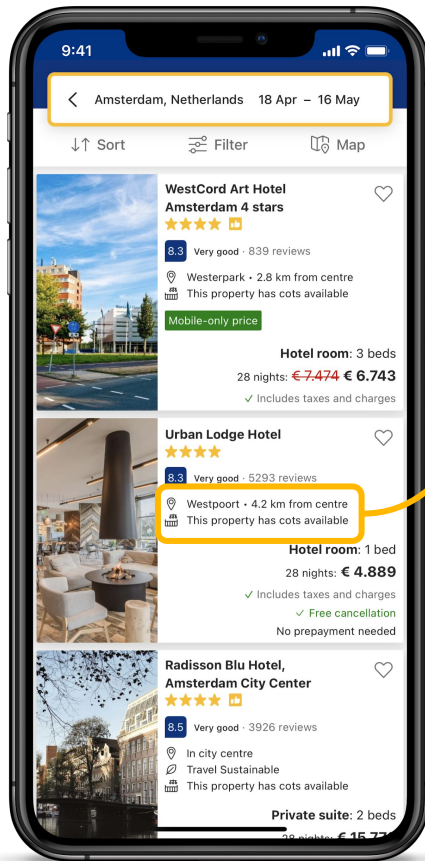 9:41
Amsterdam, Netherlands 18 Apr – 16 May
↓↑ Sort Filter Map
WestCord Art Hotel
Amsterdam 4 stars
8.3 Very good · 839 reviews
Westerpark • 2.8 km from centre
This property has cots available
Mobile-only price
Hotel room: 3 beds
28 nights: € 7.474 € 6.743
✓ Includes taxes and charges
Urban Lodge Hotel
8.3 Very good · 5293 reviews
Westpoort • 4.2 km from centre
This property has cots available
Hotel room: 1 bed
28 nights: € 4.889
✓ Includes taxes and charges
✓ Free cancellation
No prepayment needed
Radisson Blu Hotel,
Amsterdam City Center
8.5 Very good · 3926 reviews
In city centre
Travel Sustainable
This property has cots available
Private suite: 2 beds
28 nights: €